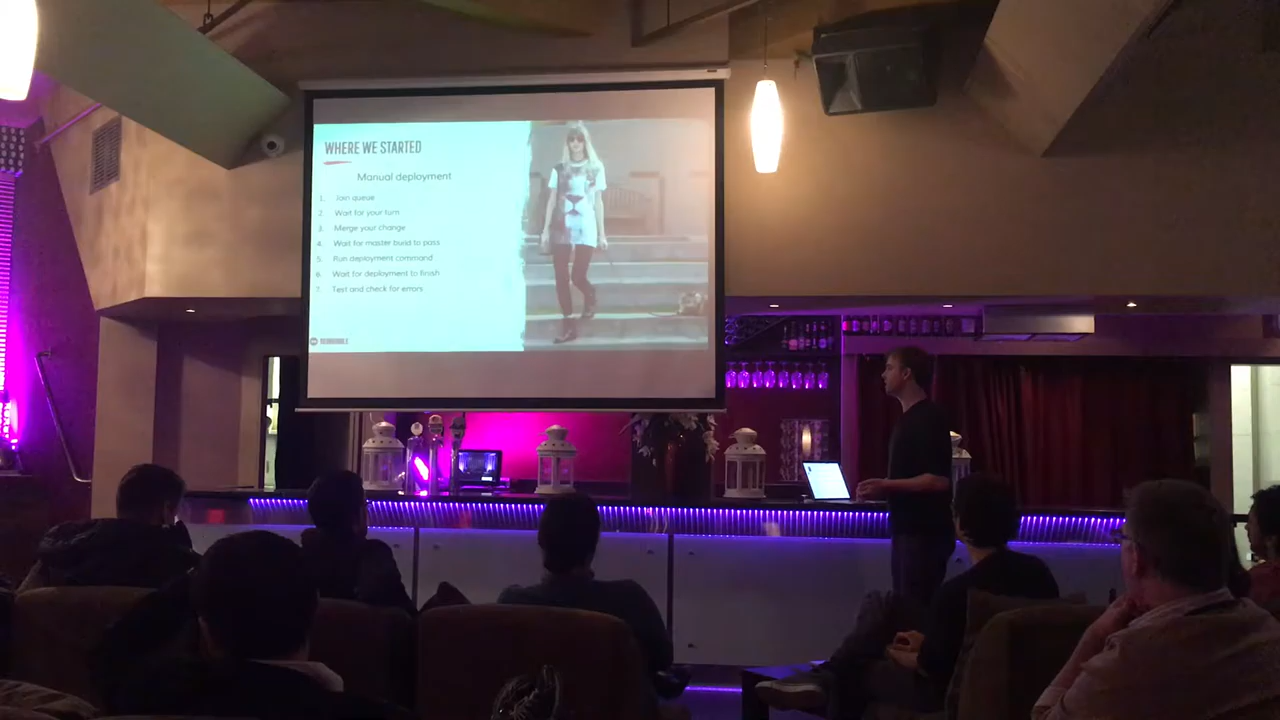 WHERE WE STARTED
Manual deployment
1. Join queue
2. Wait for your turn
3. Merge your change
4. Wait for master build to pass
5. Run deployment command
6. Wait for deployment to finish
7. Test and check for errors